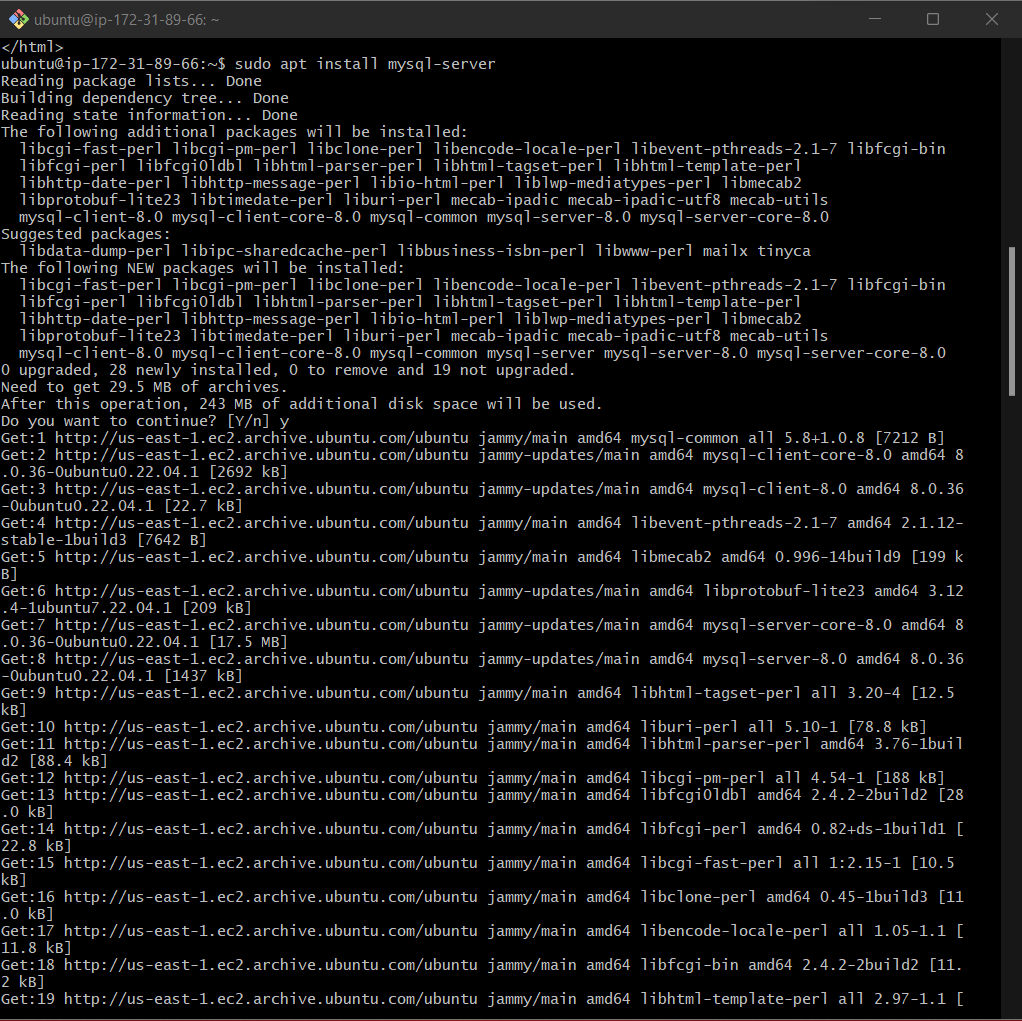 ubuntu@ip-172-31-89-66: ~
</html>
ubuntu@ip-172-31-89-66:~$ sudo apt install mysql-server
Reading package lists... Done
Building dependency tree... Done
Reading state information... Done
The following additional packages will be installed:
  libcgi-fast-perl libcgi-pm-perl libclone-perl libencode-locale-perl libevent-pthreads-2.1-7 libfcgi-bin
  libfcgi-perl libfcgi0ldbl libhtml-parser-perl libhtml-tagset-perl libhtml-template-perl
  libhttp-date-perl libhttp-message-perl libio-html-perl liblwp-mediatypes-perl libmecab2
  libprotobuf-lite23 libtimedate-perl liburi-perl mecab-ipadic mecab-ipadic-utf8 mecab-utils
  mysql-client-8.0 mysql-client-core-8.0 mysql-common mysql-server-8.0 mysql-server-core-8.0
Suggested packages:
  libdata-dump-perl libipc-sharedcache-perl libbusiness-isbn-perl libwww-perl mailx tinyca
The following NEW packages will be installed:
  libcgi-fast-perl libcgi-pm-perl libclone-perl libencode-locale-perl libevent-pthreads-2.1-7 libfcgi-bin
  libfcgi-perl libfcgi0ldbl libhtml-parser-perl libhtml-tagset-perl libhtml-template-perl
  libhttp-date-perl libhttp-message-perl libio-html-perl liblwp-mediatypes-perl libmecab2
  libprotobuf-lite23 libtimedate-perl liburi-perl mecab-ipadic mecab-ipadic-utf8 mecab-utils
  mysql-client-8.0 mysql-client-core-8.0 mysql-common mysql-server mysql-server-8.0 mysql-server-core-8.0
0 upgraded, 28 newly installed, 0 to remove and 19 not upgraded.
Need to get 29.5 MB of archives.
After this operation, 243 MB of additional disk space will be used.
Do you want to continue? [Y/n] y
Get:1 http://us-east-1.ec2.archive.ubuntu.com/ubuntu jammy/main amd64 mysql-common all 5.8+1.0.8 [7212 B]
Get:2 http://us-east-1.ec2.archive.ubuntu.com/ubuntu jammy-updates/main amd64 mysql-client-core-8.0 amd64 8
.0.36-0ubuntu0.22.04.1 [2692 kB]
Get:3 http://us-east-1.ec2.archive.ubuntu.com/ubuntu jammy-updates/main amd64 mysql-client-8.0 amd64 8.0.36
-0ubuntu0.22.04.1 [22.7 kB]
Get:4 http://us-east-1.ec2.archive.ubuntu.com/ubuntu jammy/main amd64 libevent-pthreads-2.1-7 amd64 2.1.12-
stable-1build3 [7642 B]
Get:5 http://us-east-1.ec2.archive.ubuntu.com/ubuntu jammy/main amd64 libmecab2 amd64 0.996-14build9 [199 k
B]
Get:6 http://us-east-1.ec2.archive.ubuntu.com/ubuntu jammy-updates/main amd64 libprotobuf-lite23 amd64 3.12
.4-1ubuntu7.22.04.1 [209 kB]
Get:7 http://us-east-1.ec2.archive.ubuntu.com/ubuntu jammy-updates/main amd64 mysql-server-core-8.0 amd64 8
.0.36-0ubuntu0.22.04.1 [17.5 MB]
Get:8 http://us-east-1.ec2.archive.ubuntu.com/ubuntu jammy-updates/main amd64 mysql-server-8.0 amd64 8.0.36
-0ubuntu0.22.04.1 [1437 kB]
Get:9 http://us-east-1.ec2.archive.ubuntu.com/ubuntu jammy/main amd64 libhtml-tagset-perl all 3.20-4 [12.5
kB]
Get:10 http://us-east-1.ec2.archive.ubuntu.com/ubuntu jammy/main amd64 liburi-perl all 5.10-1 [78.8 kB]
Get:11 http://us-east-1.ec2.archive.ubuntu.com/ubuntu jammy/main amd64 libhtml-parser-perl amd64 3.76-1buil
d2 [88.4 kB]
Get:12 http://us-east-1.ec2.archive.ubuntu.com/ubuntu jammy/main amd64 libcgi-pm-perl all 4.54-1 [188 kB]
Get:13 http://us-east-1.ec2.archive.ubuntu.com/ubuntu jammy/main amd64 libfcgi0ldbl amd64 2.4.2-2build2 [28
.0 kB]
Get:14 http://us-east-1.ec2.archive.ubuntu.com/ubuntu jammy/main amd64 libfcgi-perl amd64 0.82+ds-1build1 [
22.8 kB]
Get:15 http://us-east-1.ec2.archive.ubuntu.com/ubuntu jammy/main amd64 libcgi-fast-perl all 1:2.15-1 [10.5
kB]
Get:16 http://us-east-1.ec2.archive.ubuntu.com/ubuntu jammy/main amd64 libclone-perl amd64 0.45-1build3 [11
.0 kB]
Get:17 http://us-east-1.ec2.archive.ubuntu.com/ubuntu jammy/main amd64 libencode-locale-perl all 1.05-1.1 [
11.8 kB]
Get:18 http://us-east-1.ec2.archive.ubuntu.com/ubuntu jammy/main amd64 libfcgi-bin amd64 2.4.2-2build2 [11.
2 kB]
Get:19 http://us-east-1.ec2.archive.ubuntu.com/ubuntu jammy/main amd64 libhtml-template-perl all 2.97-1.1 [